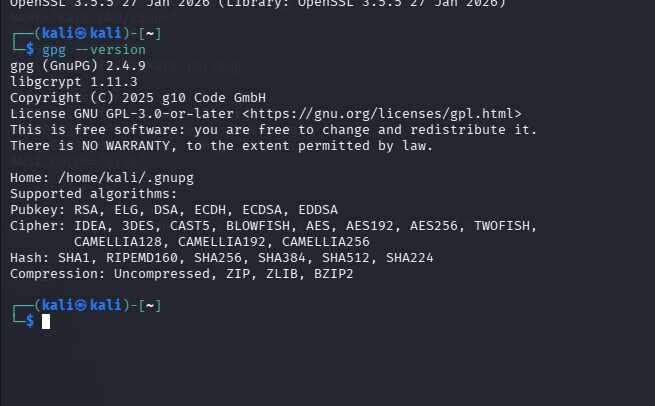 OpenSSL 3.5.5 27 Jan 2026 (Library: OpenSSL 3.5.5 27 Jan 2026)
NAME="Kali GNU/Linux"
┌──(kali㉿kali)-[~]
└─$ gpg --version
gpg (GnuPG) 2.4.9
libgcrypt 1.11.3
Copyright (C) 2025 g10 Code GmbH
License GNU GPL-3.0-or-later <https://gnu.org/licenses/gpl.html>
This is free software: you are free to change and redistribute it.
There is NO WARRANTY, to the extent permitted by law.
Home: /home/kali/.gnupg
Supported algorithms:
Pubkey: RSA, ELG, DSA, ECDH, ECDSA, EDDSA
Cipher: IDEA, 3DES, CAST5, BLOWFISH, AES, AES192, AES256, TWOFISH,
CAMELLIA128, CAMELLIA192, CAMELLIA256
Hash: SHA1, RIPEMD160, SHA256, SHA384, SHA512, SHA224
Compression: Uncompressed, ZIP, ZLIB, BZIP2
┌──(kali㉿kali)-[~]
└─$